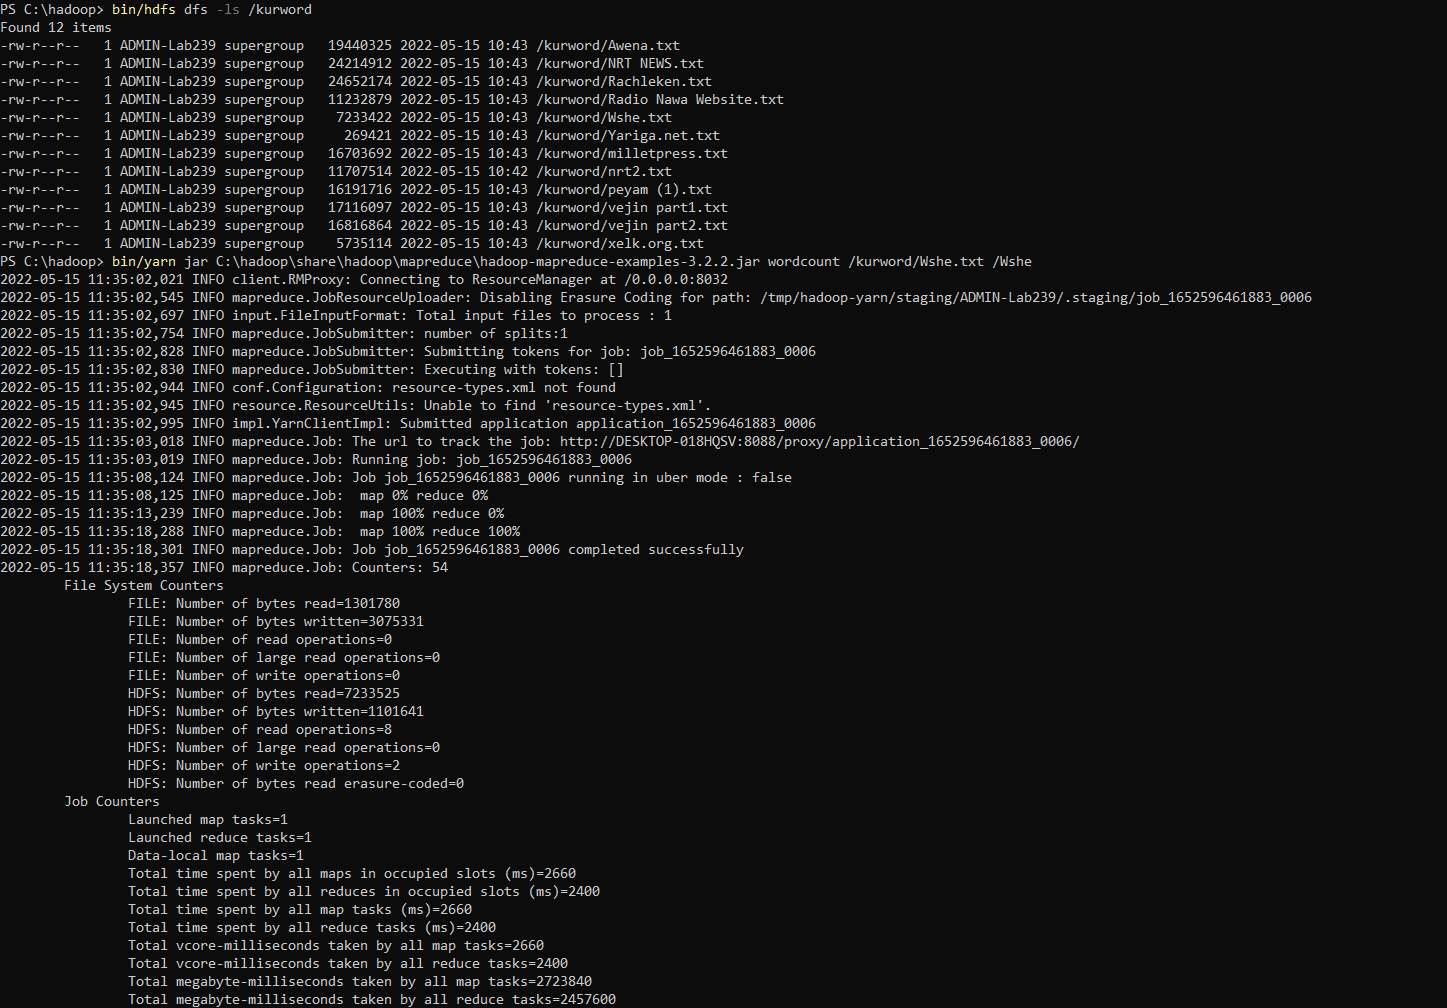 PS C:\hadoop> bin/hdfs dfs -ls /kurword
Found 12 items
-rw-r--r--   1 ADMIN-Lab239 supergroup   19440325 2022-05-15 10:43 /kurword/Awena.txt
-rw-r--r--   1 ADMIN-Lab239 supergroup   24214912 2022-05-15 10:43 /kurword/NRT NEWS.txt
-rw-r--r--   1 ADMIN-Lab239 supergroup   24652174 2022-05-15 10:43 /kurword/Rachleken.txt
-rw-r--r--   1 ADMIN-Lab239 supergroup   11232879 2022-05-15 10:43 /kurword/Radio Nawa Website.txt
-rw-r--r--   1 ADMIN-Lab239 supergroup    7233422 2022-05-15 10:43 /kurword/Wshe.txt
-rw-r--r--   1 ADMIN-Lab239 supergroup     269421 2022-05-15 10:43 /kurword/Yariga.net.txt
-rw-r--r--   1 ADMIN-Lab239 supergroup   16703692 2022-05-15 10:43 /kurword/milletpress.txt
-rw-r--r--   1 ADMIN-Lab239 supergroup   11707514 2022-05-15 10:42 /kurword/nrt2.txt
-rw-r--r--   1 ADMIN-Lab239 supergroup   16191716 2022-05-15 10:43 /kurword/peyam (1).txt
-rw-r--r--   1 ADMIN-Lab239 supergroup   17116097 2022-05-15 10:43 /kurword/vejin part1.txt
-rw-r--r--   1 ADMIN-Lab239 supergroup   16816864 2022-05-15 10:43 /kurword/vejin part2.txt
-rw-r--r--   1 ADMIN-Lab239 supergroup    5735114 2022-05-15 10:43 /kurword/xelk.org.txt
PS C:\hadoop> bin/yarn jar C:\hadoop\share\hadoop\mapreduce\hadoop-mapreduce-examples-3.2.2.jar wordcount /kurword/Wshe.txt /Wshe
2022-05-15 11:35:02,021 INFO client.RMProxy: Connecting to ResourceManager at /0.0.0.0:8032
2022-05-15 11:35:02,545 INFO mapreduce.JobResourceUploader: Disabling Erasure Coding for path: /tmp/hadoop-yarn/staging/ADMIN-Lab239/.staging/job_1652596461883_0006
2022-05-15 11:35:02,697 INFO input.FileInputFormat: Total input files to process : 1
2022-05-15 11:35:02,754 INFO mapreduce.JobSubmitter: number of splits:1
2022-05-15 11:35:02,828 INFO mapreduce.JobSubmitter: Submitting tokens for job: job_1652596461883_0006
2022-05-15 11:35:02,830 INFO mapreduce.JobSubmitter: Executing with tokens: []
2022-05-15 11:35:02,944 INFO conf.Configuration: resource-types.xml not found
2022-05-15 11:35:02,945 INFO resource.ResourceUtils: Unable to find 'resource-types.xml'.
2022-05-15 11:35:02,995 INFO impl.YarnClientImpl: Submitted application application_1652596461883_0006
2022-05-15 11:35:03,018 INFO mapreduce.Job: The url to track the job: http://DESKTOP-018HQSV:8088/proxy/application_1652596461883_0006/
2022-05-15 11:35:03,019 INFO mapreduce.Job: Running job: job_1652596461883_0006
2022-05-15 11:35:08,124 INFO mapreduce.Job: Job job_1652596461883_0006 running in uber mode : false
2022-05-15 11:35:08,125 INFO mapreduce.Job:  map 0% reduce 0%
2022-05-15 11:35:13,239 INFO mapreduce.Job:  map 100% reduce 0%
2022-05-15 11:35:18,288 INFO mapreduce.Job:  map 100% reduce 100%
2022-05-15 11:35:18,301 INFO mapreduce.Job: Job job_1652596461883_0006 completed successfully
2022-05-15 11:35:18,357 INFO mapreduce.Job: Counters: 54
File System Counters
FILE: Number of bytes read=1301780
FILE: Number of bytes written=3075331
FILE: Number of read operations=0
FILE: Number of large read operations=0
FILE: Number of write operations=0
HDFS: Number of bytes read=7233525
HDFS: Number of bytes written=1101641
HDFS: Number of read operations=8
HDFS: Number of large read operations=0
HDFS: Number of write operations=2
HDFS: Number of bytes read erasure-coded=0
Job Counters
Launched map tasks=1
Launched reduce tasks=1
Data-local map tasks=1
Total time spent by all maps in occupied slots (ms)=2660
Total time spent by all reduces in occupied slots (ms)=2400
Total time spent by all map tasks (ms)=2660
Total time spent by all reduce tasks (ms)=2400
Total vcore-milliseconds taken by all map tasks=2660
Total vcore-milliseconds taken by all reduce tasks=2400
Total megabyte-milliseconds taken by all map tasks=2723840
Total megabyte-milliseconds taken by all reduce tasks=2457600